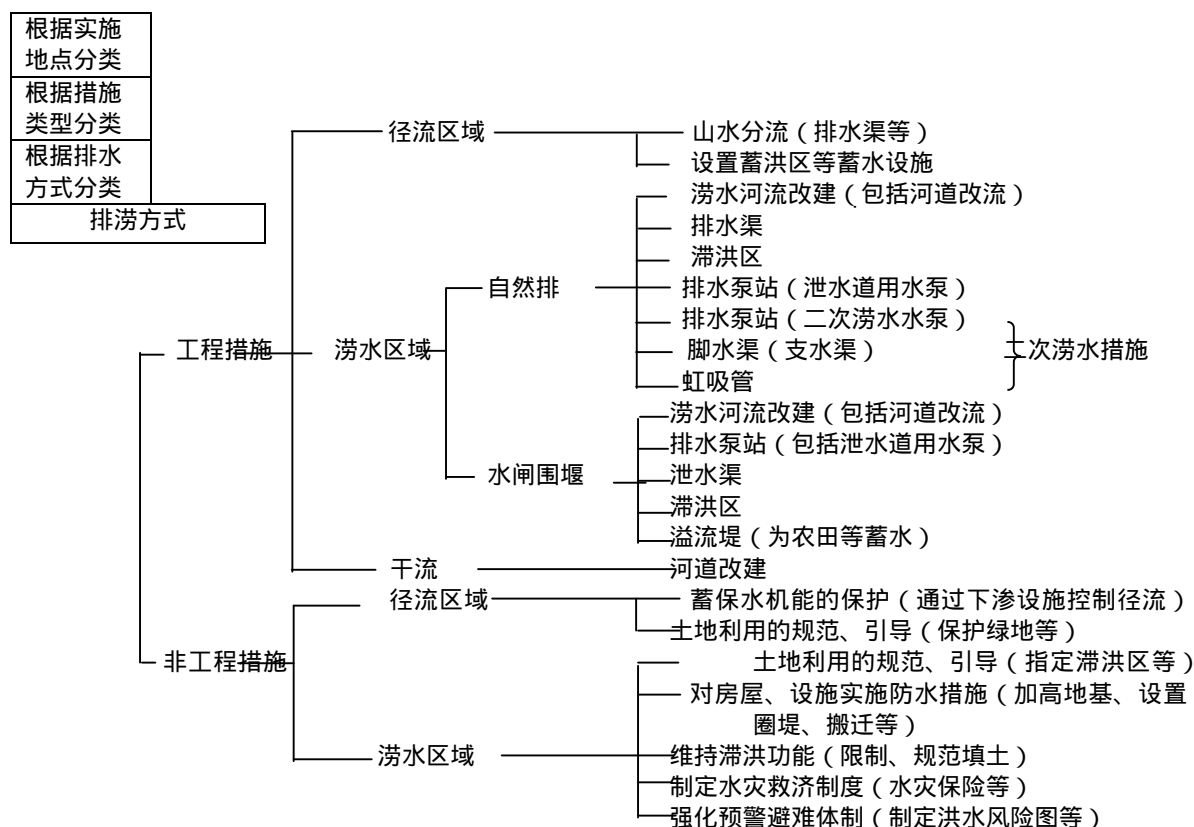 根据实施
地点分类
根据措施
类型分类
根据排水
方式分类
排涝方式
径流区域
山水分流（排水渠等）
设置蓄洪区等蓄水设施
涝水河流改建（包括河道改流）
排水渠
滞洪区
自然排
排水泵站（泄水道用水泵）
排水泵站（二次涝水水泵）
工程措施
涝水区域
脚水渠（支水渠）
二次涝水措施
虹吸管
涝水河流改建（包括河道改流）
排水泵站（包括泄水道用水泵）
水闸围堰
泄水渠
滞洪区
溢流堤（为农田等蓄水）
干流
河道改建
径流区域
蓄保水机能的保护（通过下渗设施控制径流）
土地利用的规范、引导（保护绿地等）
非工程措施
土地利用的规范、引导（指定滞洪区等）
对房屋、设施实施防水措施（加高地基、设置
圈堤、搬迁等）
涝水区域
维持滞洪功能（限制、规范填土）
制定水灾救济制度（水灾保险等）
强化预警避难体制（制定洪水风险图等）